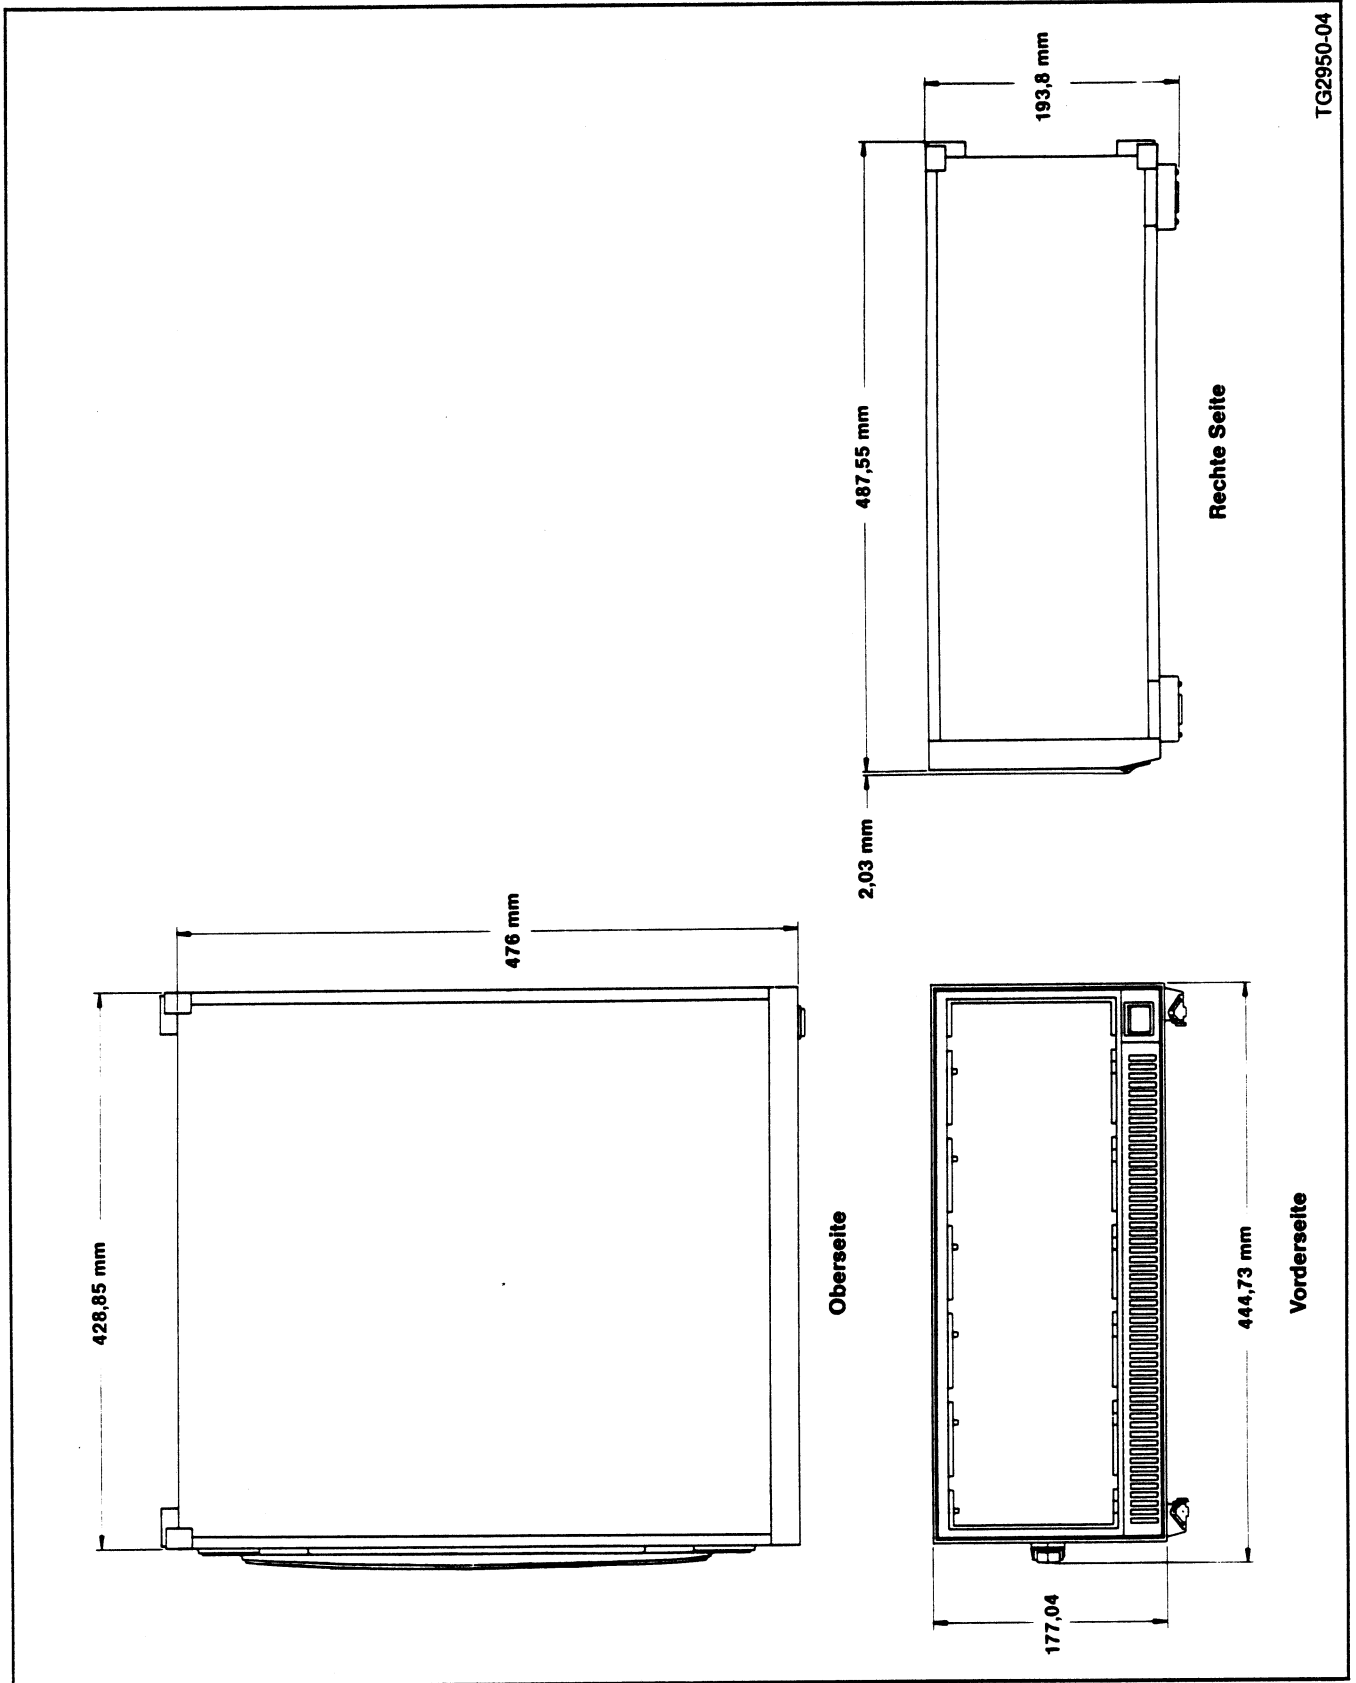 428,85 mm
476 mm
Oberseite
2,03 mm
487,55 mm
193,8 mm
Rechte Seite
177,04
444,73 mm
Vorderseite
TG2950-04